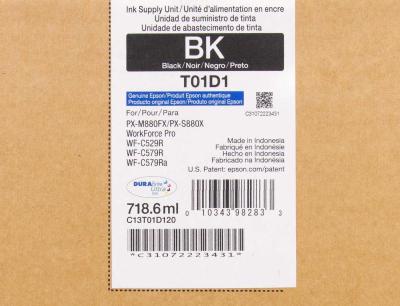 Ink Supply Unit / Unité d'alimentation en encre
Unidad de suministro de tinta
Unidade de abastecimento de tinta
BK
Black/Noir/Negro/Preto
T01D1
Genuine Epson/Produit Epson authentique
Producto original Epson/Produto original Epson
C31072223431
For/Pour/Para
PX-M880FX/PX-S880X
WorkForce Pro
WF-C529R
WF-C579R
WF-C579Ra
Made in Indonesia
Fabriqué en Indonésie
Hecho en Indonesia
Fabricado na Indonésia
U.S. Patent: epson.com/patent
DURABrite
Ultra
718.6 ml
C13T01D120
0 10343 98283 3
*C31072223431*